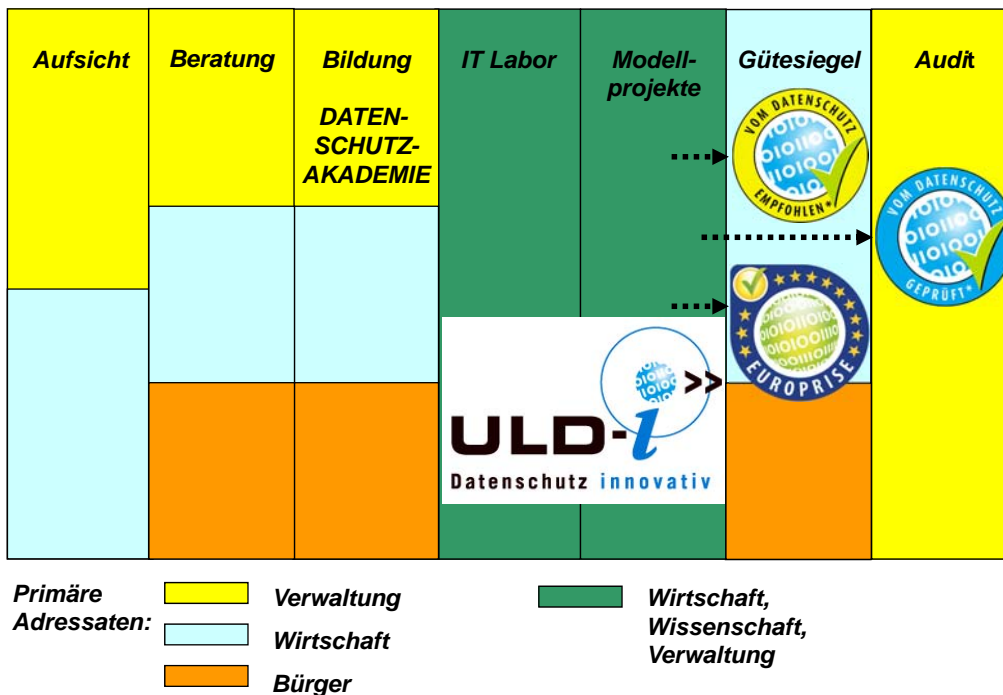 Aufsicht
Beratung
Bildung
DATEN-
SCHUTZ-
AKADEMIE
IT Labor
Modell-
projekte
Gütesiegel
Audit
VOM DATENSCHUTZ
EMPFOHLEN*
VOM DATENSCHUTZ
GEPRÜFT*
EUROPRISE
>>
ULD-i
Datenschutz innovativ
Primäre
Adressaten:
Verwaltung
Wirtschaft
Bürger
Wirtschaft,
Wissenschaft,
Verwaltung